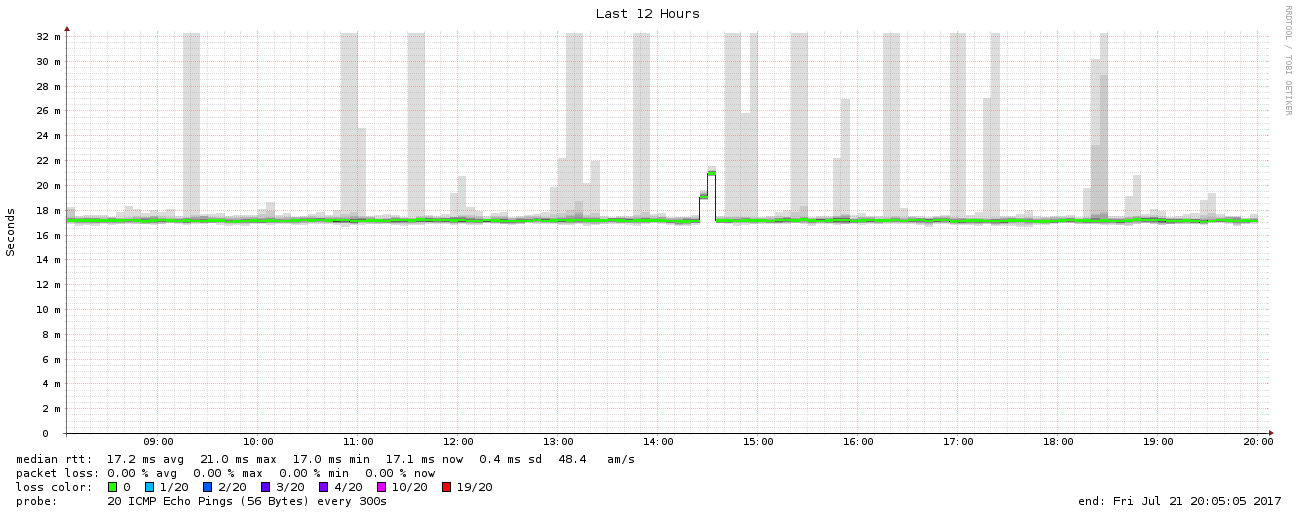 Last 12 Hours
RRDTOOL / TOBI OETIKER
Seconds
32 m
30 m
28 m
26 m
24 m
22 m
20 m
18 m
16 m
14 m
12 m
10 m
8 m
6 m
4 m
2 m
0
09:00 10:00 11:00 12:00 13:00 14:00 15:00 16:00 17:00 18:00 19:00 20:00
median rtt: 17.2 ms avg 21.0 ms max 17.0 ms min 17.1 ms now 0.4 ms sd 48.4 am/s
packet loss: 0.00 % avg 0.00 % max 0.00 % min 0.00 % now
loss color: 0 1/20 2/20 3/20 4/20 10/20 19/20
probe: 20 ICMP Echo Pings (56 Bytes) every 300s end: Fri Jul 21 20:05:05 2017